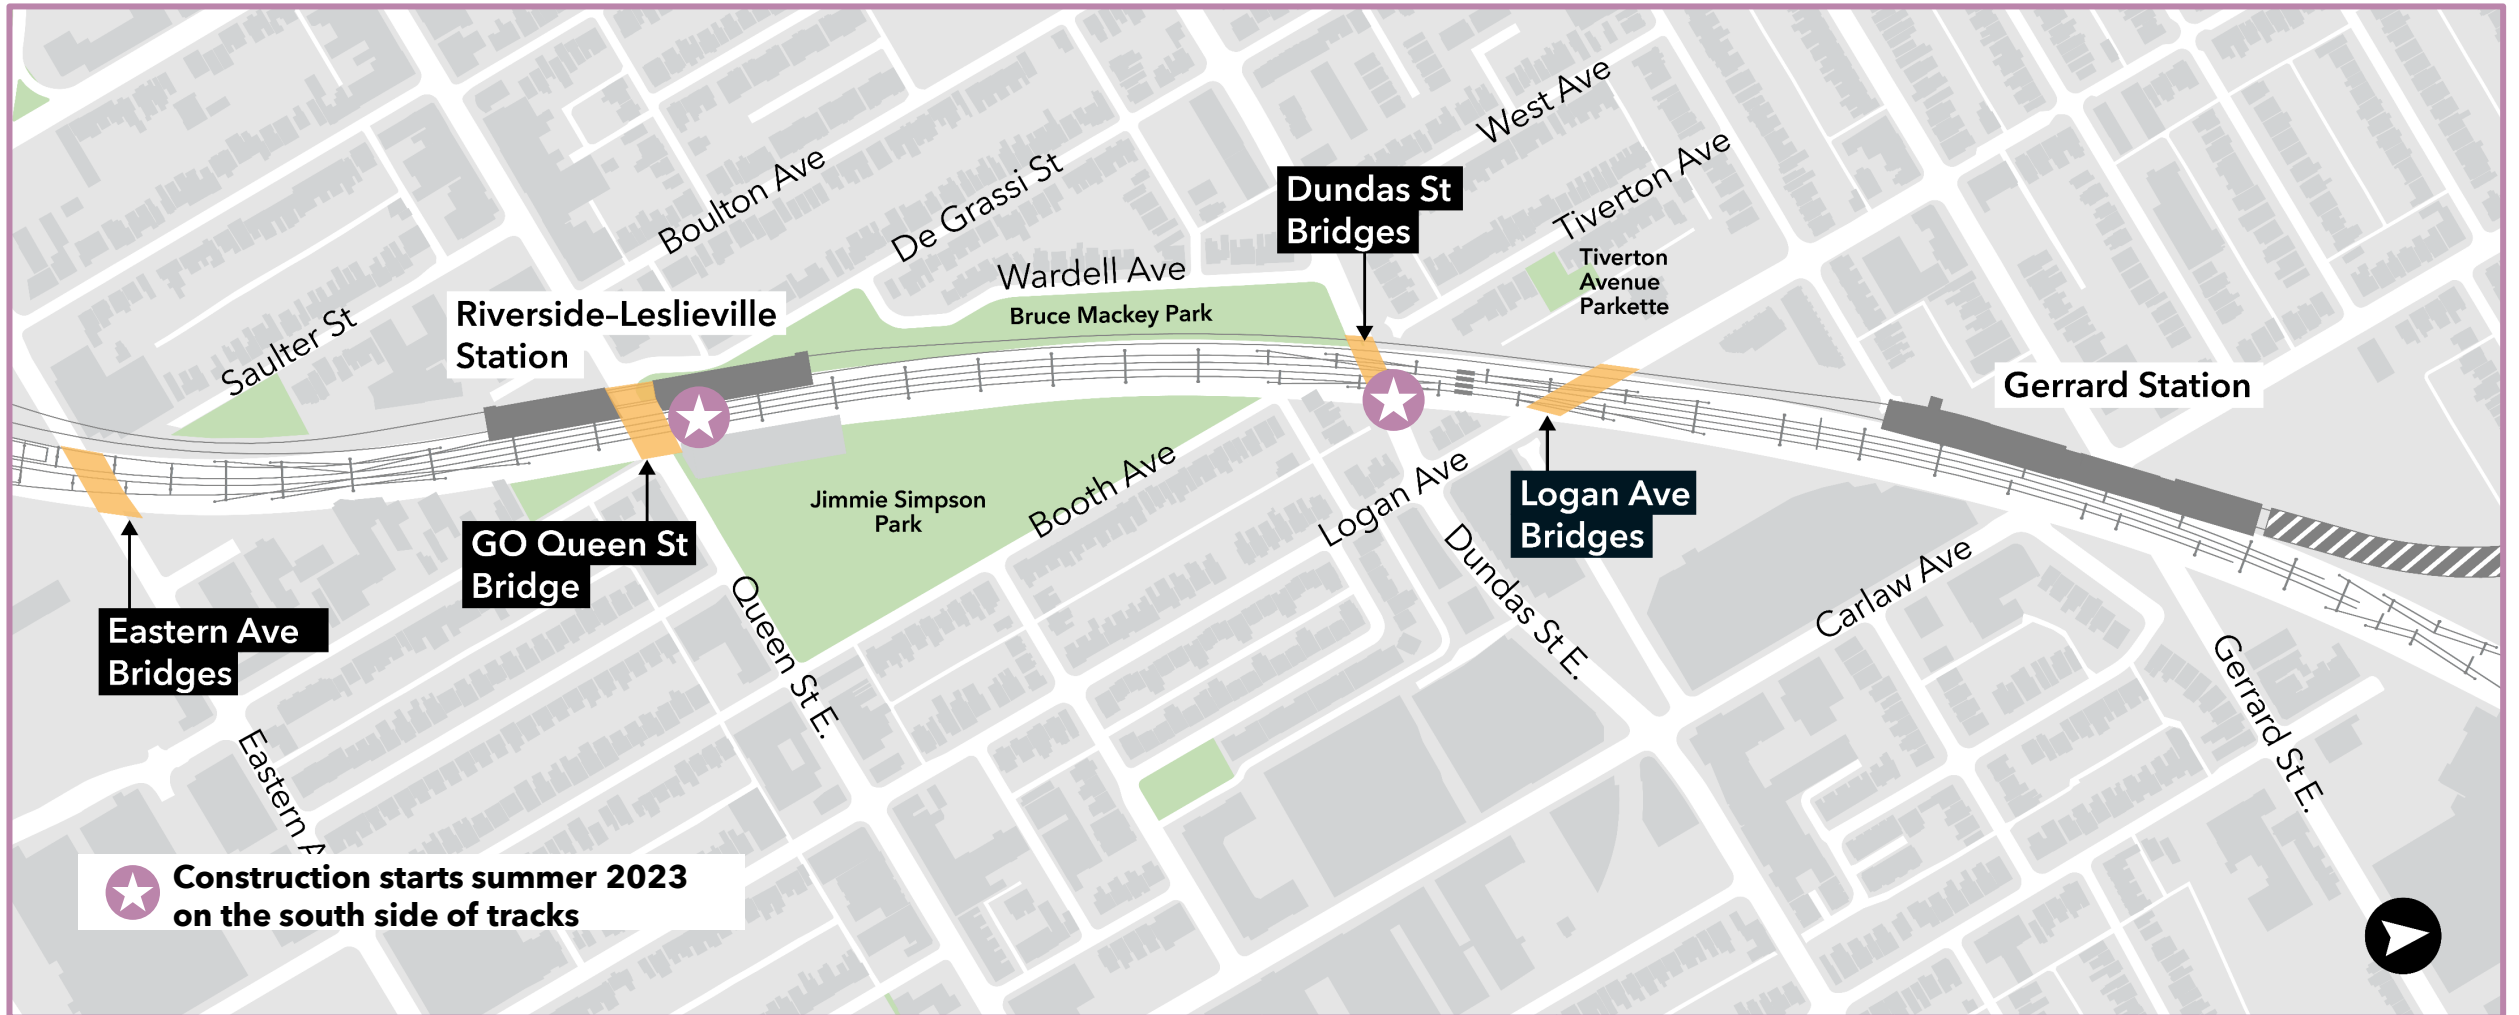 West Ave
Tiverton Ave
Boulton Ave
De Grassi St
Dundas St
Bridges
Wardell Ave
Bruce Mackey Park
Tiverton
Avenue
Parkette
Riverside–Leslieville
Station
Saulter St
Gerrard Station
Jimmie Simpson
Park
Booth Ave
Logan Ave
Logan Ave
Bridges
GO Queen St
Bridge
Dundas St E.
Carlaw Ave
Queen St E.
Eastern Ave
Bridges
Gerrard St E.
Eastern A
Construction starts summer 2023
on the south side of tracks